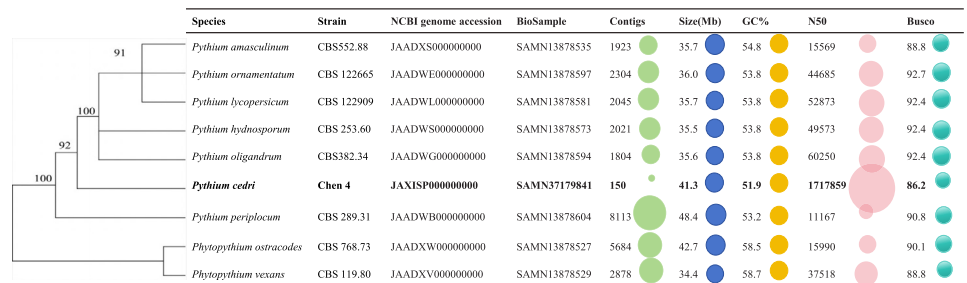 Species Strain NCBI genome accession BioSample Contigs Size(Mb) GC% N50 Busco
91
Pythium amasculinum CBS552.88 JAADXS000000000 SAMN13878535 1923 35.7 54.8 15569 88.8
Pythium ornamentatum CBS 122665 JAADWE000000000 SAMN13878597 2304 36.0 53.8 44685 92.7
Pythium lycopersicum CBS 122909 JAADWL000000000 SAMN13878581 2045 35.7 53.8 52873 92.4
100
Pythium hydnosporum CBS 253.60 JAADWS000000000 SAMN13878573 2021 35.5 53.8 49573 92.4
92
Pythium oligandrum CBS382.34 JAADWG000000000 SAMN13878594 1804 35.6 53.8 60250 92.4
100
Pythium cedri Chen 4 JAXISP000000000 SAMN37179841 150 41.3 51.9 1717859 86.2
Pythium periplocum CBS 289.31 JAADWB000000000 SAMN13878604 8113 48.4 53.2 11167 90.8
Phytopythium ostracodes CBS 768.73 JAADXW000000000 SAMN13878527 5684 42.7 58.5 15990 90.1
Phytopythium vexans CBS 119.80 JAADXV000000000 SAMN13878529 2878 34.4 58.7 37518 88.8